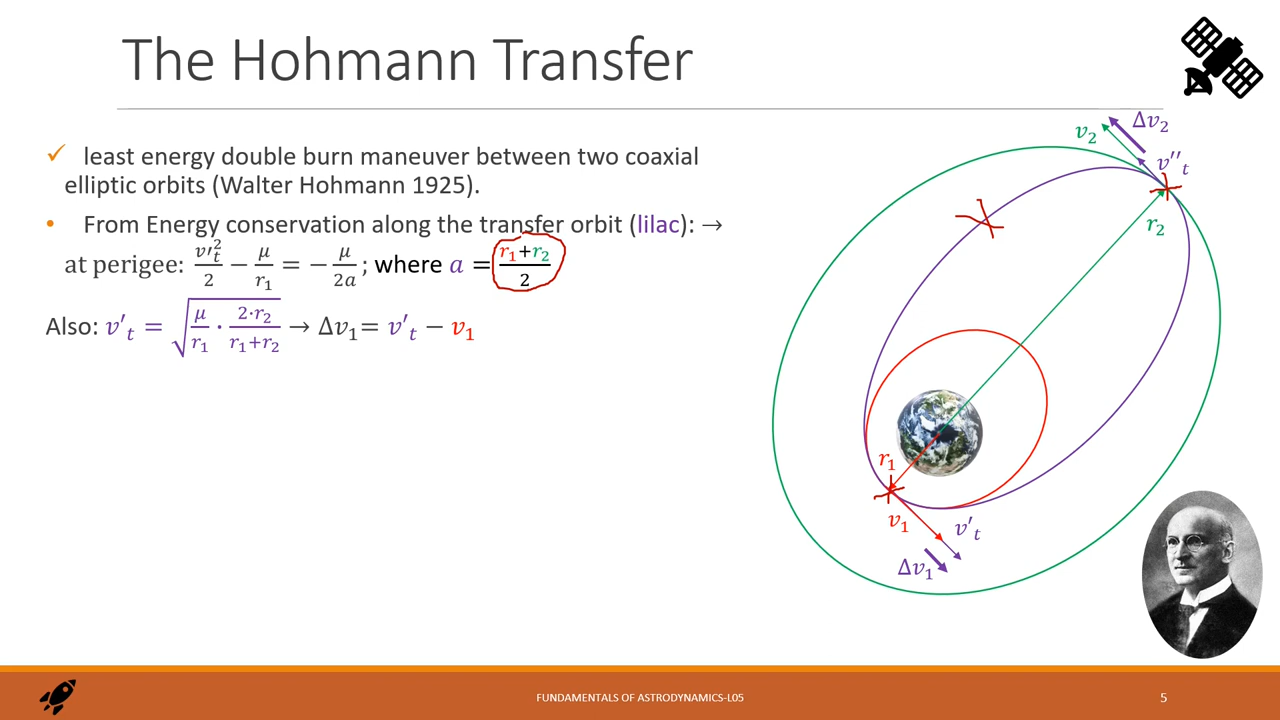 The Hohmann Transfer
✓ least energy double burn maneuver between two coaxial
elliptic orbits (Walter Hohmann 1925).
• From Energy conservation along the transfer orbit (lilac): →
at perigee: v′ₜ²/2 − μ/r₁ = − μ/2a ; where a = (r₁+r₂)/2
Also: v′ₜ = √(μ/r₁ · 2·r₂/(r₁+r₂)) → Δv₁= v′ₜ − v₁
Δv₂
v₂
v″ₜ
r₂
r₁
v₁
v′ₜ
Δv₁
FUNDAMENTALS OF ASTRODYNAMICS-L05
5